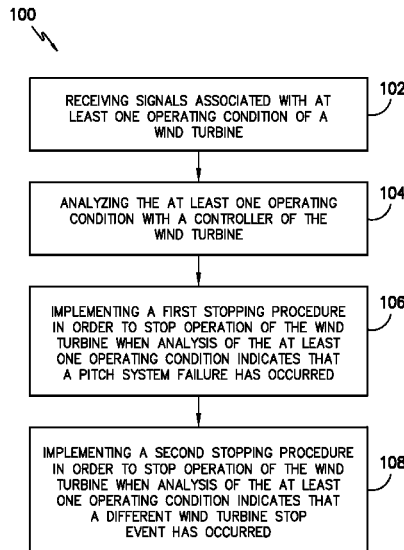 100
RECEIVING SIGNALS ASSOCIATED WITH AT
LEAST ONE OPERATING CONDITION OF A
WIND TURBINE
102
ANALYZING THE AT LEAST ONE OPERATING
CONDITION WITH A CONTROLLER OF THE
WIND TURBINE
104
IMPLEMENTING A FIRST STOPPING PROCEDURE
IN ORDER TO STOP OPERATION OF THE WIND
TURBINE WHEN ANALYSIS OF THE AT LEAST
ONE OPERATING CONDITION INDICATES THAT
A PITCH SYSTEM FAILURE HAS OCCURRED
106
IMPLEMENTING A SECOND STOPPING PROCEDURE
IN ORDER TO STOP OPERATION OF THE WIND
TURBINE WHEN ANALYSIS OF THE AT LEAST
ONE OPERATING CONDITION INDICATES THAT
A DIFFERENT WIND TURBINE STOP
EVENT HAS OCCURRED
108